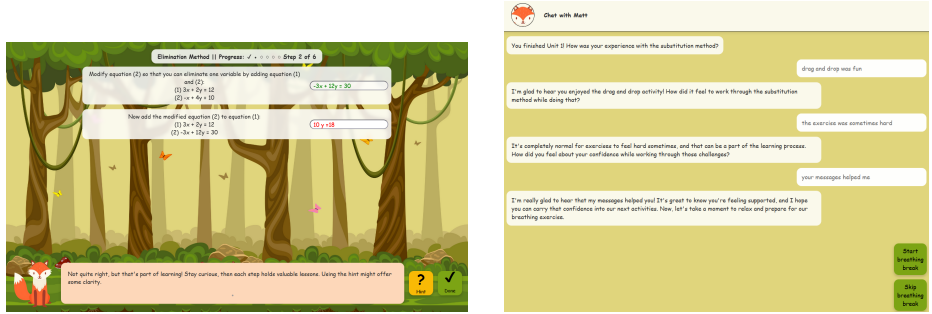 Elimination Method || Progress: ✓ • ○ ○ ○ ○ Step 2 of 6
Modify equation (2) so that you can eliminate one variable by adding equation (1)
and (2):
(1) 3x + 2y = 12
(2) -x + 4y = 10
-3x + 12y = 30
Now add the modified equation (2) to equation (1):
(1) 3x + 2y = 12
(2) -3x + 12y = 30
10 y =18
Not quite right, but that's part of learning! Stay curious, then each step holds valuable lessons. Using the hint might offer
some clarity.
?
Hint
✓
Done
Chat with Matt
You finished Unit 1! How was your experience with the substitution method?
drag and drop was fun
I'm glad to hear you enjoyed the drag and drop activity! How did it feel to work through the substitution
method while doing that?
the exercise was sometimes hard
It's completely normal for exercises to feel hard sometimes, and that can be a part of the learning process.
How did you feel about your confidence while working through those challenges?
your messages helped me
I'm really glad to hear that my messages helped you! It's great to know you're feeling supported, and I hope
you can carry that confidence into our next activities. Now, let's take a moment to relax and prepare for our
breathing exercise.
Start
breathing
break
Skip
breathing
break